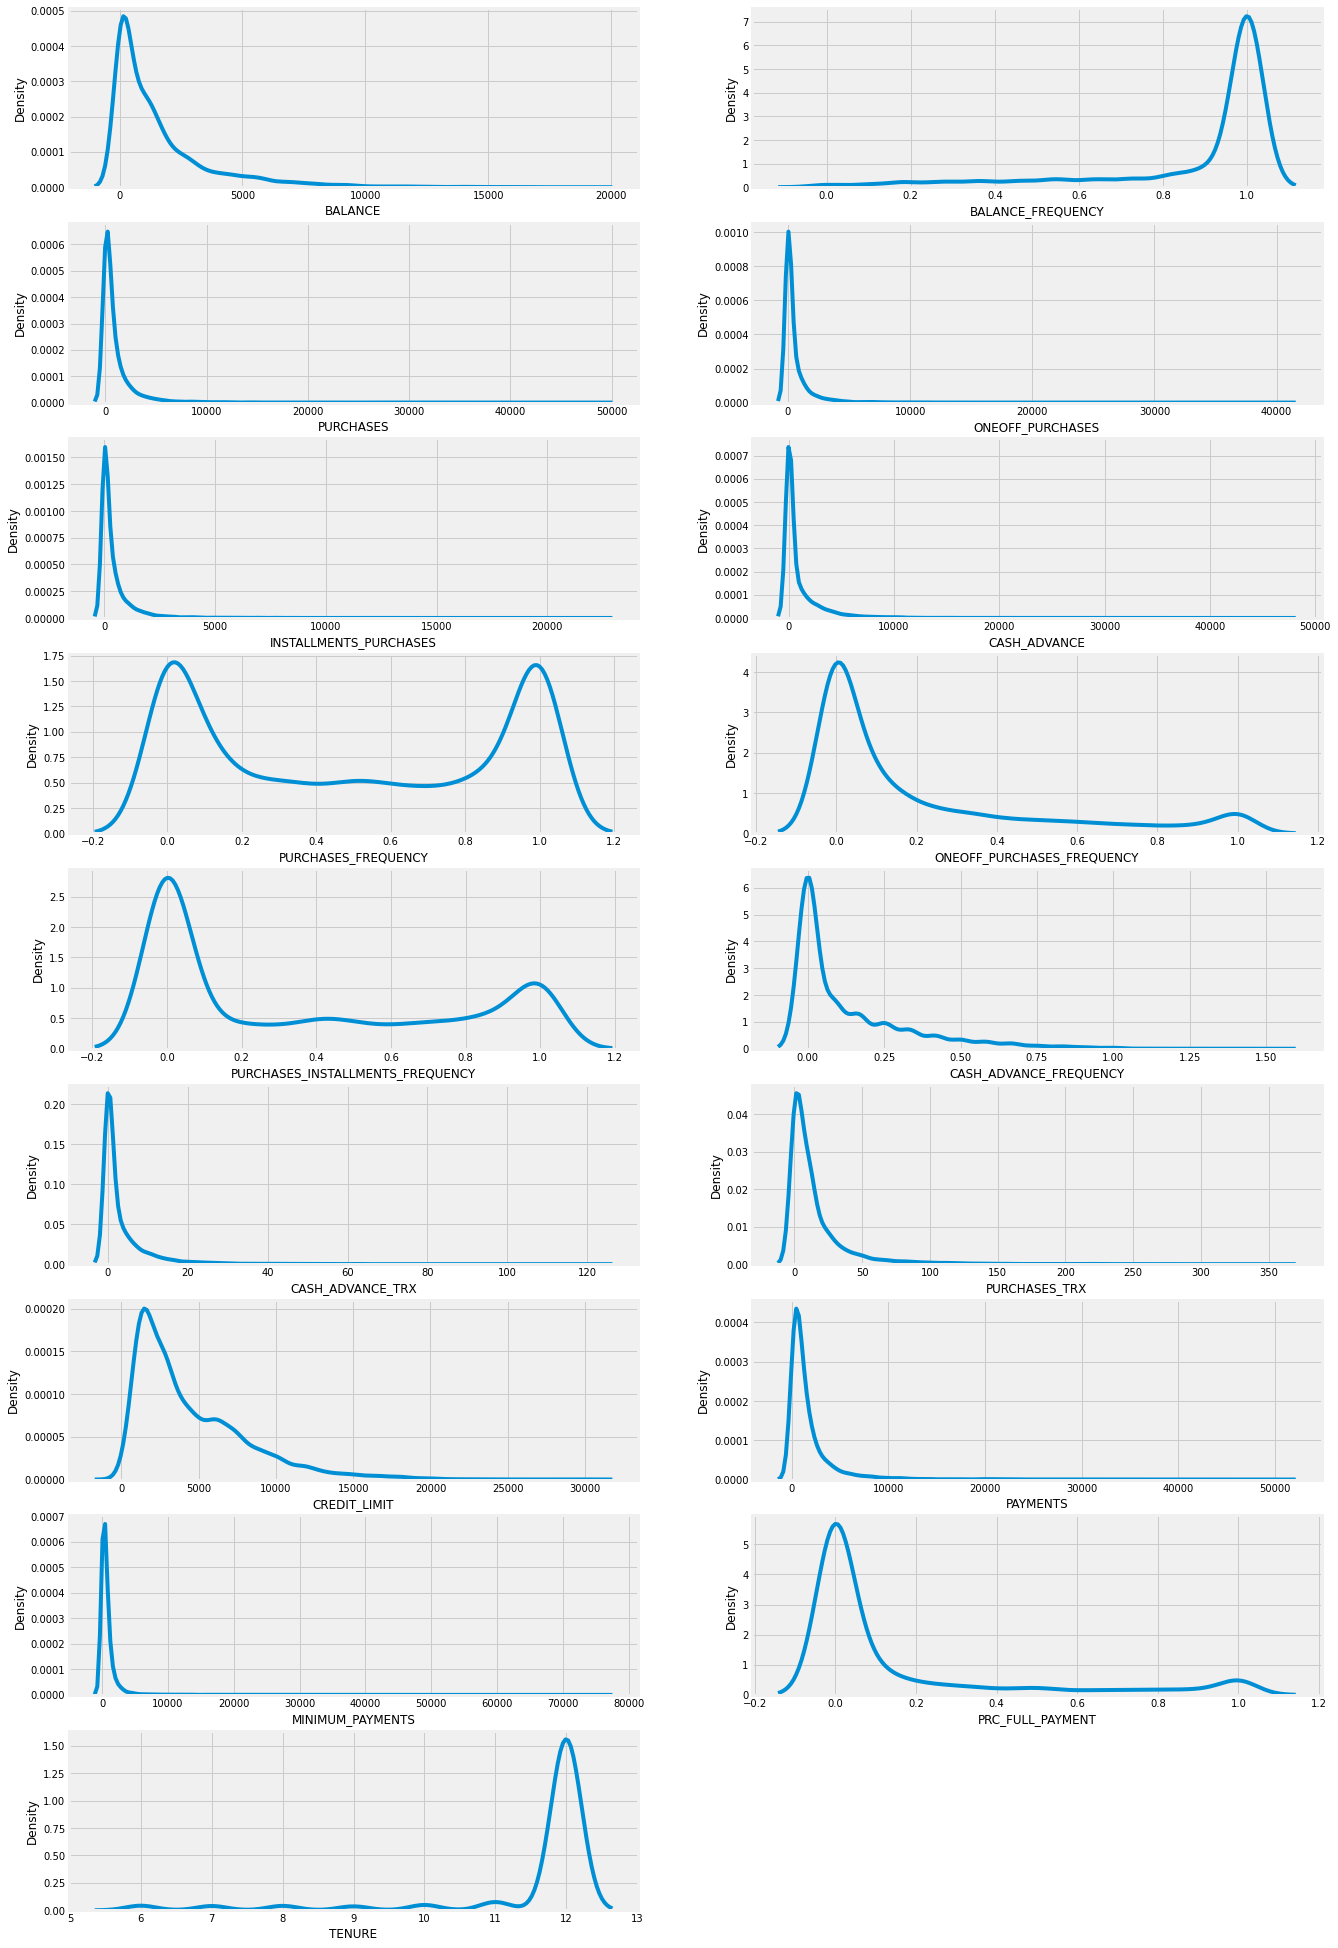 0.0005
0.0004
0.0003
0.0002
0.0001
0.0000
Density
0 5000 10000 15000 20000
BALANCE
7
6
5
4
3
2
1
0
Density
0.0 0.2 0.4 0.6 0.8 1.0
BALANCE_FREQUENCY
0.0006
0.0005
0.0004
0.0003
0.0002
0.0001
0.0000
Density
0 10000 20000 30000 40000 50000
PURCHASES
0.0010
0.0008
0.0006
0.0004
0.0002
0.0000
Density
0 10000 20000 30000 40000
ONEOFF_PURCHASES
0.00150
0.00125
0.00100
0.00075
0.00050
0.00025
0.00000
Density
0 5000 10000 15000 20000
INSTALLMENTS_PURCHASES
0.0007
0.0006
0.0005
0.0004
0.0003
0.0002
0.0001
0.0000
Density
0 10000 20000 30000 40000 50000
CASH_ADVANCE
1.75
1.50
1.25
1.00
0.75
0.50
0.25
0.00
Density
−0.2 0.0 0.2 0.4 0.6 0.8 1.0 1.2
PURCHASES_FREQUENCY
4
3
2
1
0
Density
−0.2 0.0 0.2 0.4 0.6 0.8 1.0 1.2
ONEOFF_PURCHASES_FREQUENCY
2.5
2.0
1.5
1.0
0.5
0.0
Density
−0.2 0.0 0.2 0.4 0.6 0.8 1.0 1.2
PURCHASES_INSTALLMENTS_FREQUENCY
6
5
4
3
2
1
0
Density
0.00 0.25 0.50 0.75 1.00 1.25 1.50
CASH_ADVANCE_FREQUENCY
0.20
0.15
0.10
0.05
0.00
Density
0 20 40 60 80 100 120
CASH_ADVANCE_TRX
0.04
0.03
0.02
0.01
0.00
Density
0 50 100 150 200 250 300 350
PURCHASES_TRX
0.00020
0.00015
0.00010
0.00005
0.00000
Density
0 5000 10000 15000 20000 25000 30000
CREDIT_LIMIT
0.0004
0.0003
0.0002
0.0001
0.0000
Density
0 10000 20000 30000 40000 50000
PAYMENTS
0.0007
0.0006
0.0005
0.0004
0.0003
0.0002
0.0001
0.0000
Density
0 10000 20000 30000 40000 50000 60000 70000 80000
MINIMUM_PAYMENTS
5
4
3
2
1
0
Density
−0.2 0.0 0.2 0.4 0.6 0.8 1.0 1.2
PRC_FULL_PAYMENT
1.50
1.25
1.00
0.75
0.50
0.25
0.00
Density
5 6 7 8 9 10 11 12 13
TENURE